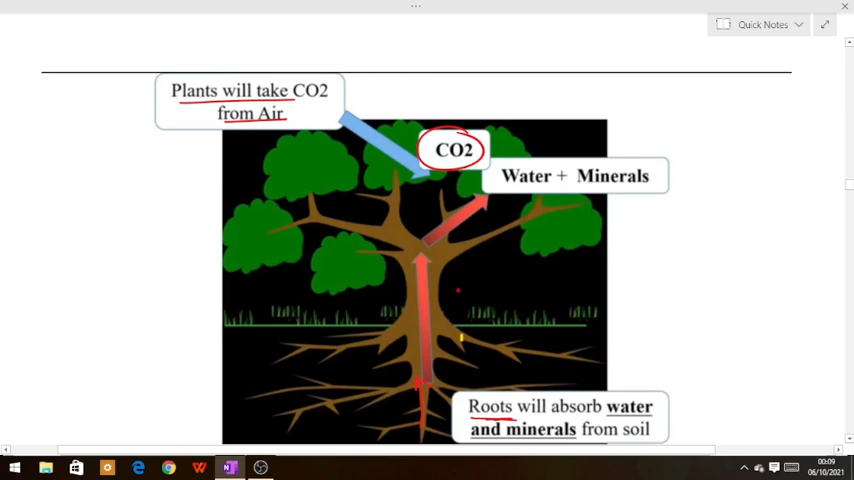 Quick Notes
Plants will take CO2
from Air
CO2
Water + Minerals
Roots will absorb water
and minerals from soil
00:09
06/10/2021